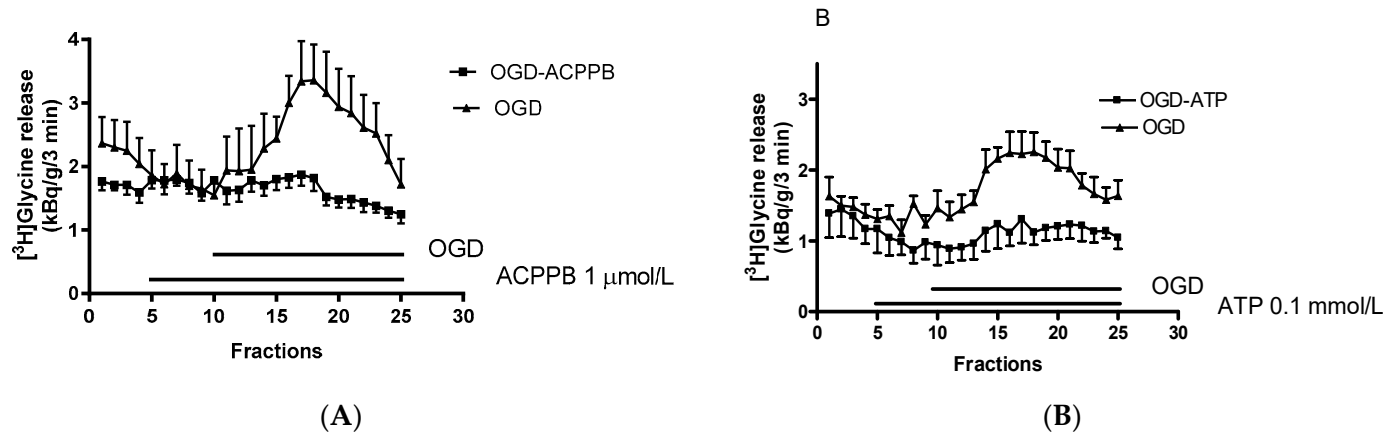 [³H]Glycine release
(kBq/g/3 min)
4
3
2
1
0
0 5 10 15 20 25 30
Fractions
OGD-ACPPB
OGD
OGD
ACPPB 1 μmol/L
(A)
B
[³H]Glycine release
(kBq/g/3 min)
3
2
1
0
0 5 10 15 20 25 30
Fractions
OGD-ATP
OGD
OGD
ATP 0.1 mmol/L
(B)